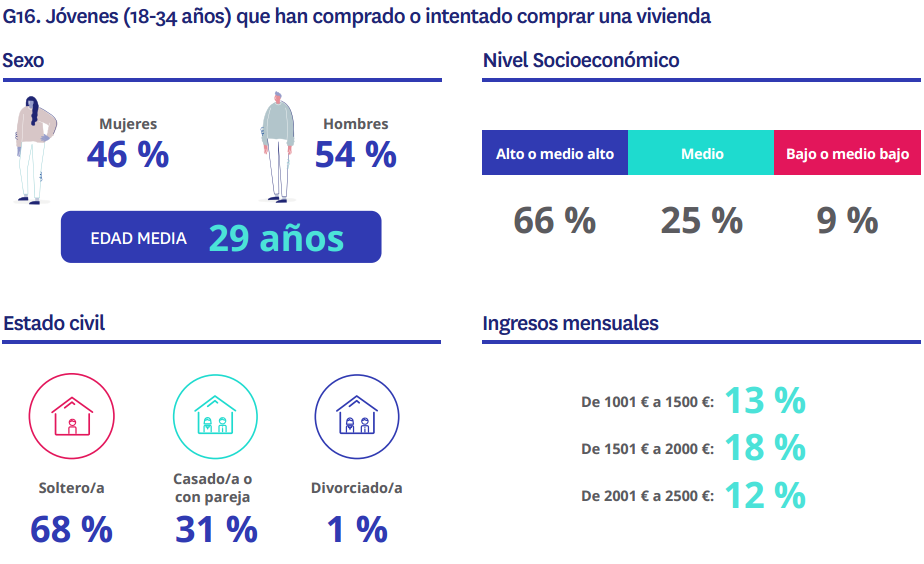 G16. Jóvenes (18-34 años) que han comprado o intentado comprar una vivienda
Sexo
Mujeres
46 %
Hombres
54 %
EDAD MEDIA 29 años
Nivel Socioeconómico
Alto o medio alto
Medio
Bajo o medio bajo
66 %
25 %
9 %
Estado civil
Soltero/a
68 %
Casado/a o
con pareja
31 %
Divorciado/a
1 %
Ingresos mensuales
De 1001 € a 1500 €: 13 %
De 1501 € a 2000 €: 18 %
De 2001 € a 2500 €: 12 %